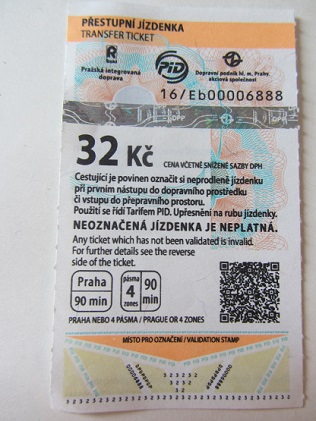 PŘESTUPNÍ JÍZDENKA
TRANSFER TICKET
Pražská integrovaná
doprava
PID
Dopravní podnik hl. m. Prahy,
akciová společnost
16/Eb00006888
DPP
32 Kč CENA VČETNĚ SNÍŽENÉ SAZBY DPH
Cestující je povinen označit si neprodleně jízdenku
při prvním nástupu do dopravního prostředku
či vstupu do přepravního prostoru.
Použití se řídí Tarifem PID. Upřesnění na rubu jízdenky.
NEOZNAČENÁ JÍZDENKA JE NEPLATNÁ.
Any ticket which has not been validated is invalid.
For further details see the reverse
side of the ticket.
Praha
90 min
pásma
4
zones
90
min
PRAHA NEBO 4 PÁSMA / PRAGUE OR 4 ZONES
MÍSTO PRO OZNAČENÍ / VALIDATION STAMP